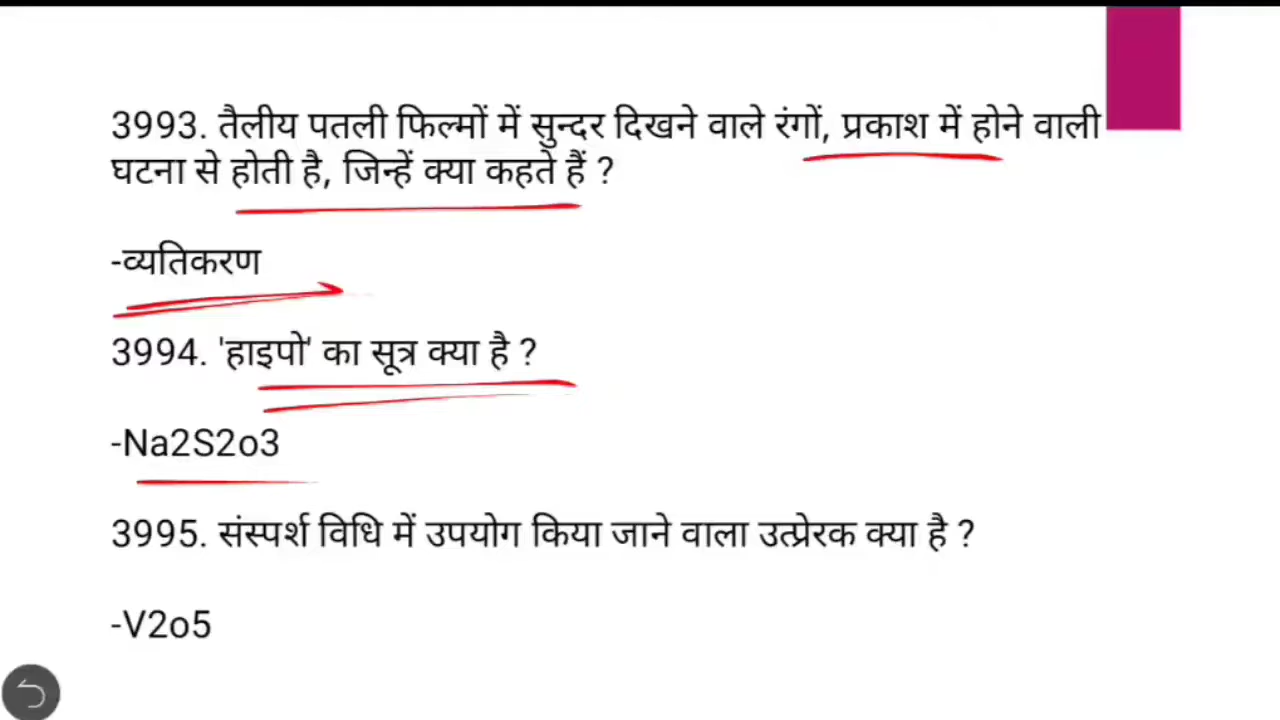 3993. तैलीय पतली फिल्मों में सुन्दर दिखने वाले रंगों, प्रकाश में होने वाली
घटना से होती है, जिन्हें क्या कहते हैं ?
-व्यतिकरण
3994. 'हाइपो' का सूत्र क्या है ?
-Na2S2o3
3995. संस्पर्श विधि में उपयोग किया जाने वाला उत्प्रेरक क्या है ?
-V2o5